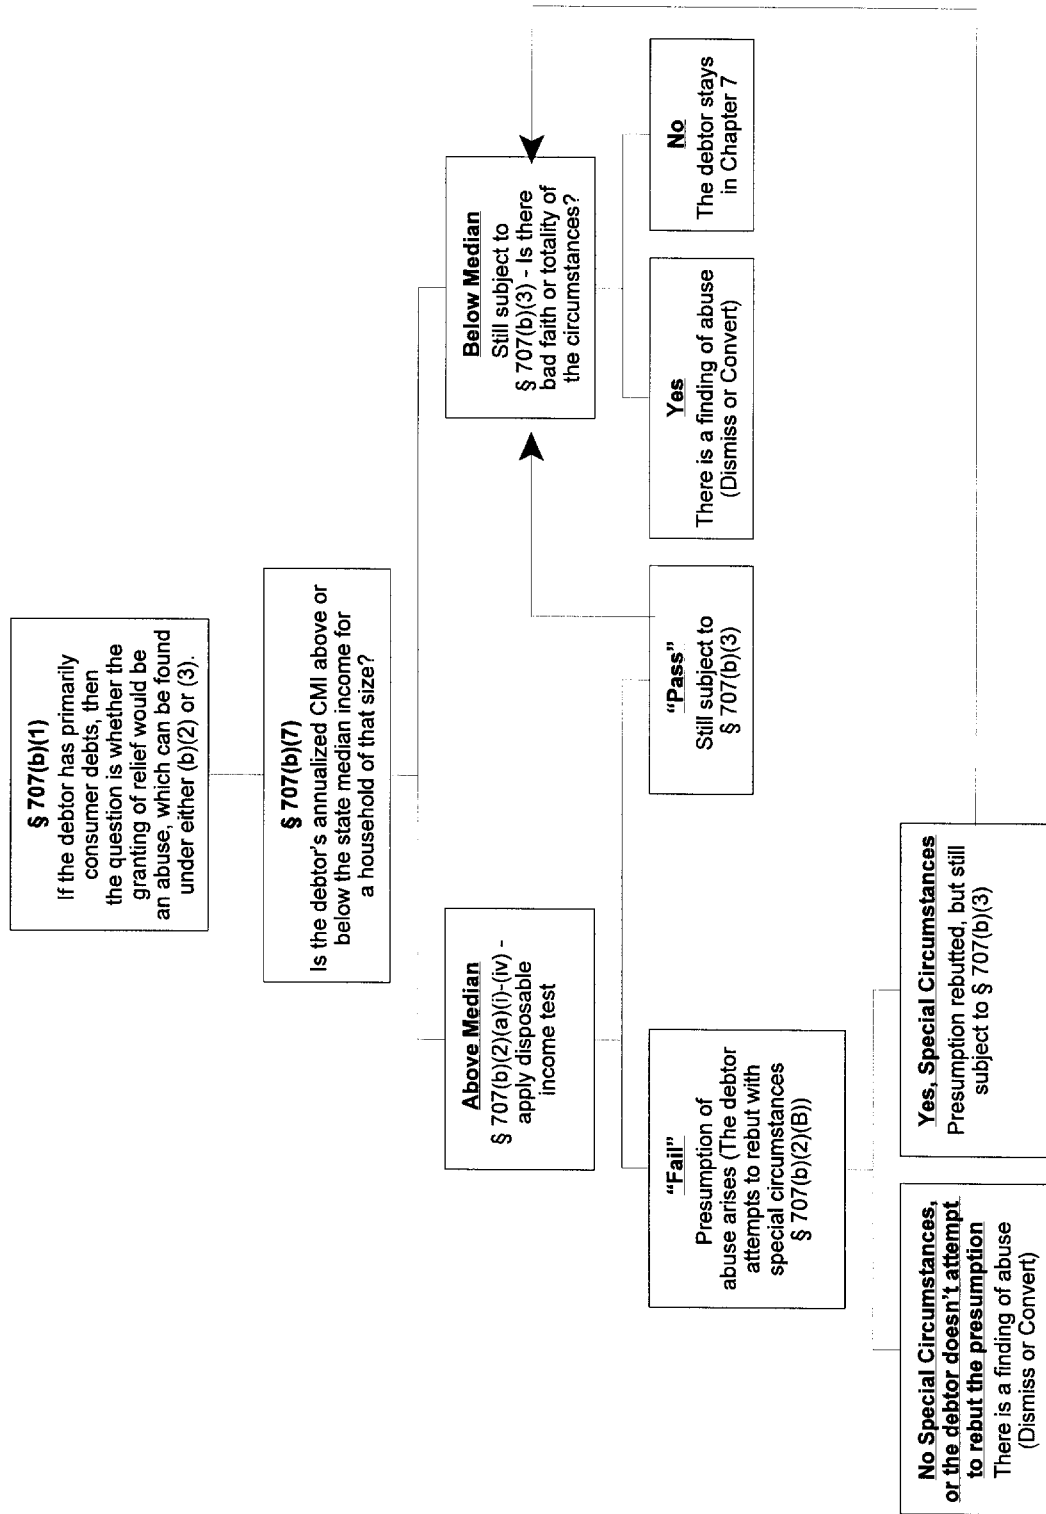 § 707(b)(1)
If the debtor has primarily
consumer debts, then
the question is whether the
granting of relief would be
an abuse, which can be found
under either (b)(2) or (3).
§ 707(b)(7)
Is the debtor's annualized CMI above or
below the state median income for
a household of that size?
Above Median
§ 707(b)(2)(a)(i)-(iv) -
apply disposable
income test
Below Median
Still subject to
§ 707(b)(3) - Is there
bad faith or totality of
the circumstances?
"Fail"
Presumption of
abuse arises (The debtor
attempts to rebut with
special circumstances
§ 707(b)(2)(B))
"Pass"
Still subject to
§ 707(b)(3)
Yes
There is a finding of abuse
(Dismiss or Convert)
No
The debtor stays
in Chapter 7
No Special Circumstances,
or the debtor doesn't attempt
to rebut the presumption
There is a finding of abuse
(Dismiss or Convert)
Yes, Special Circumstances
Presumption rebutted, but still
subject to § 707(b)(3)